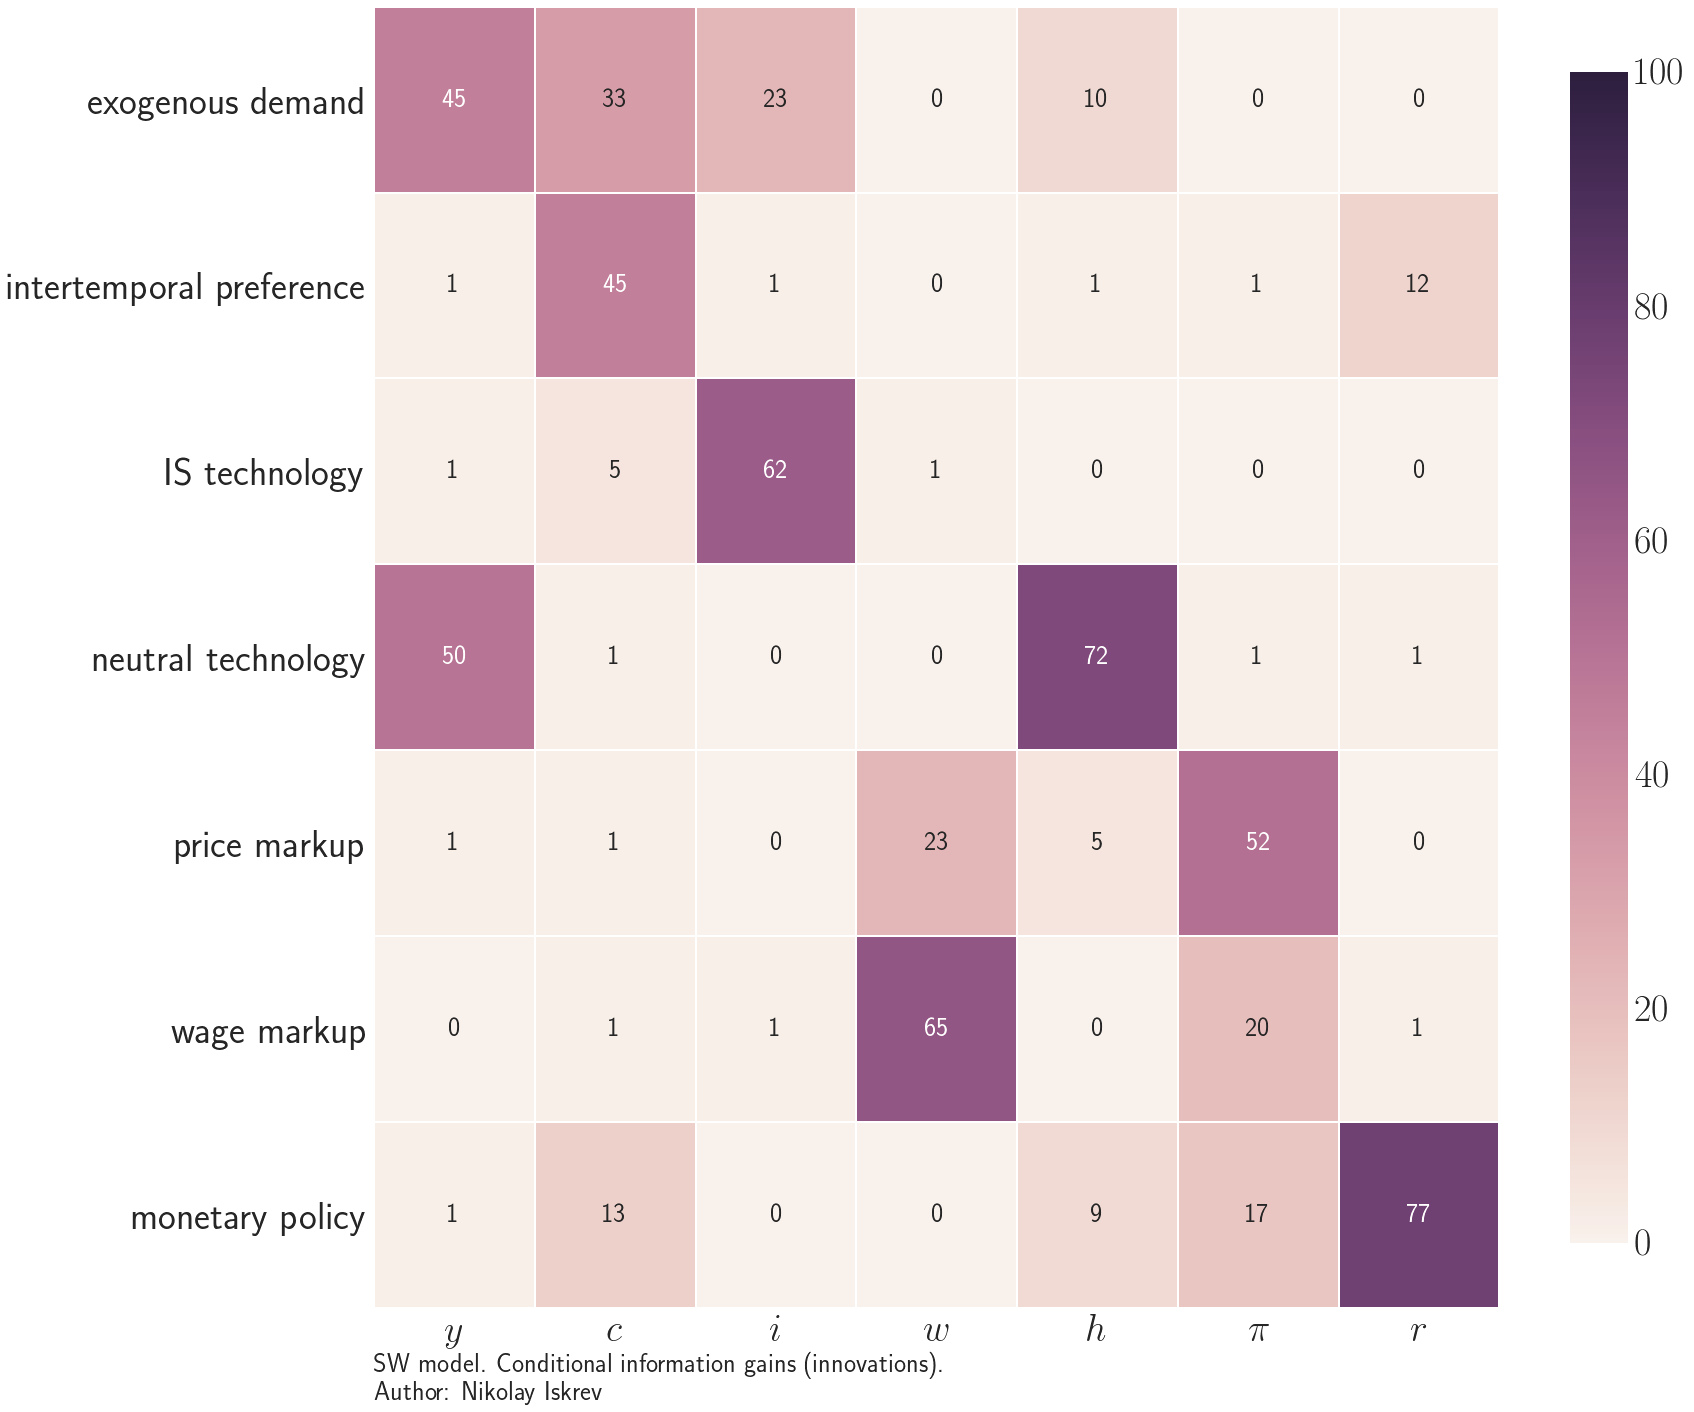 exogenous demand 45 33 23 0 10 0 0
intertemporal preference 1 45 1 0 1 1 12
IS technology 1 5 62 1 0 0 0
neutral technology 50 1 0 0 72 1 1
price markup 1 1 0 23 5 52 0
wage markup 0 1 1 65 0 20 1
monetary policy 1 13 0 0 9 17 77
y c i w h π r
100
80
60
40
20
0
SW model. Conditional information gains (innovations).
Author: Nikolay Iskrev